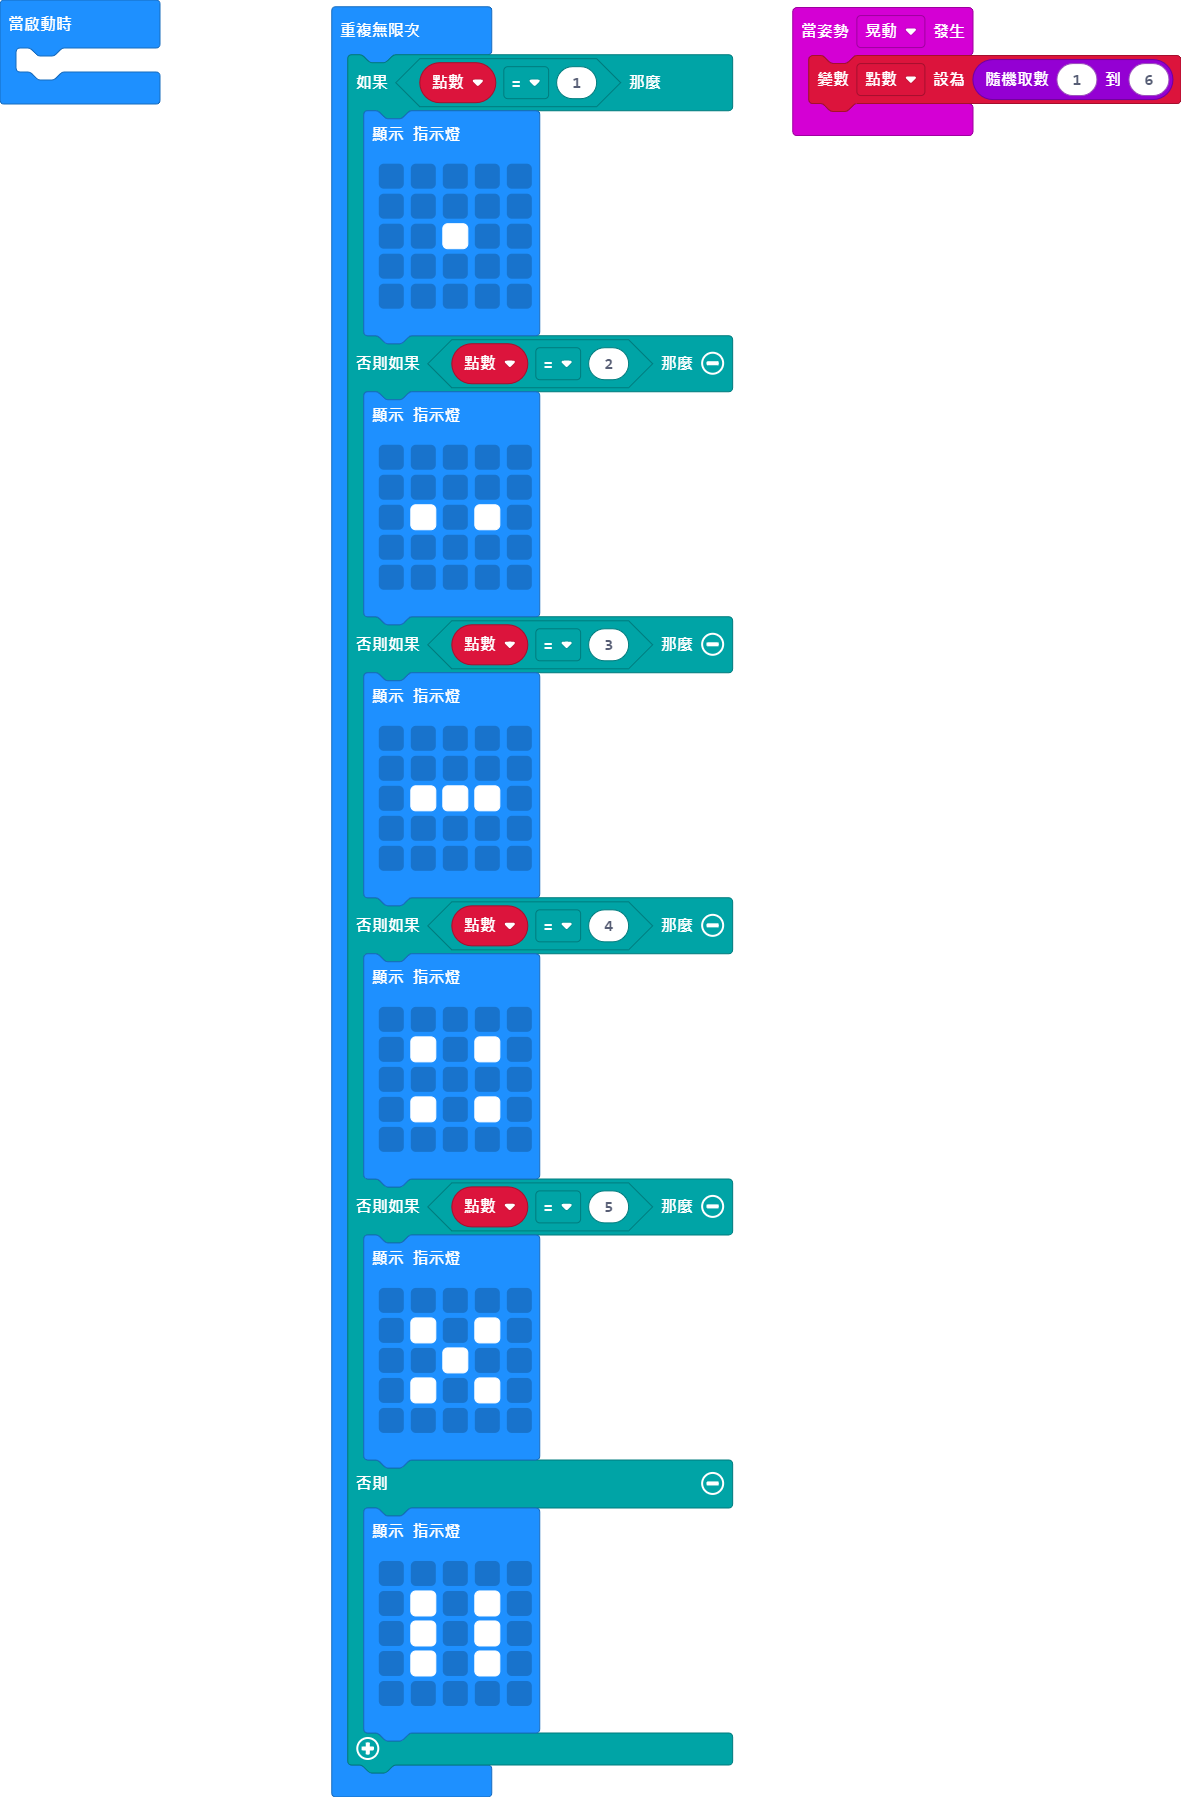 當啟動時
重複無限次
如果 點數 = 1 那麼
顯示 指示燈
否則如果 點數 = 2 那麼
顯示 指示燈
否則如果 點數 = 3 那麼
顯示 指示燈
否則如果 點數 = 4 那麼
顯示 指示燈
否則如果 點數 = 5 那麼
顯示 指示燈
否則
顯示 指示燈
當姿勢 晃動 發生
變數 點數 設為 隨機取數 1 到 6